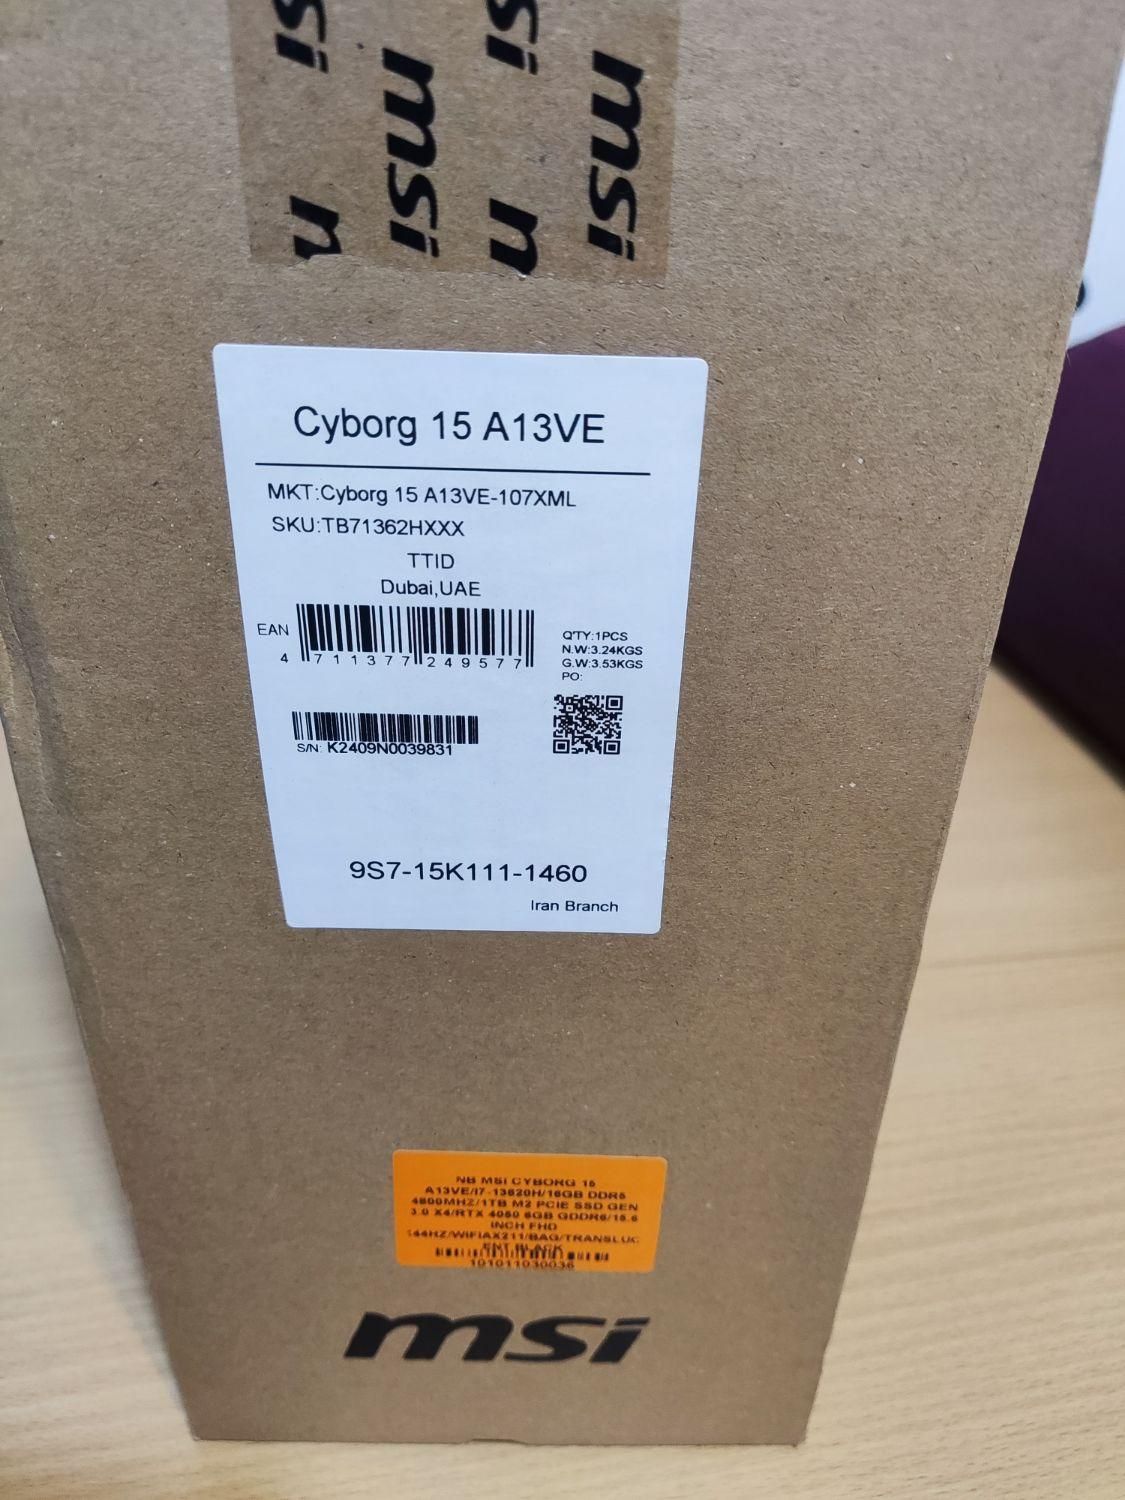 msi msi
msi msi
n n
Cyborg 15 A13VE
MKT:Cyborg 15 A13VE-107XML
SKU:TB71362HXXX
TTID
Dubai,UAE
EAN
4 711377 249577
Q'TY:1PCS
N.W:3.24KGS
G.W:3.53KGS
PO:
S/N: K2409N0039831
9S7-15K111-1460
Iran Branch
NB MSI CYBORG 15
A13VE/I7-13620H/16GB DDR5
4800MHZ/1TB M2 PCIE SSD GEN
3.0 X4/RTX 4050 6GB GDDR6/15.6
INCH FHD
144HZ/WIFIAX211/BAG/TRANSLUC
ENT BLACK
101011030036
msi